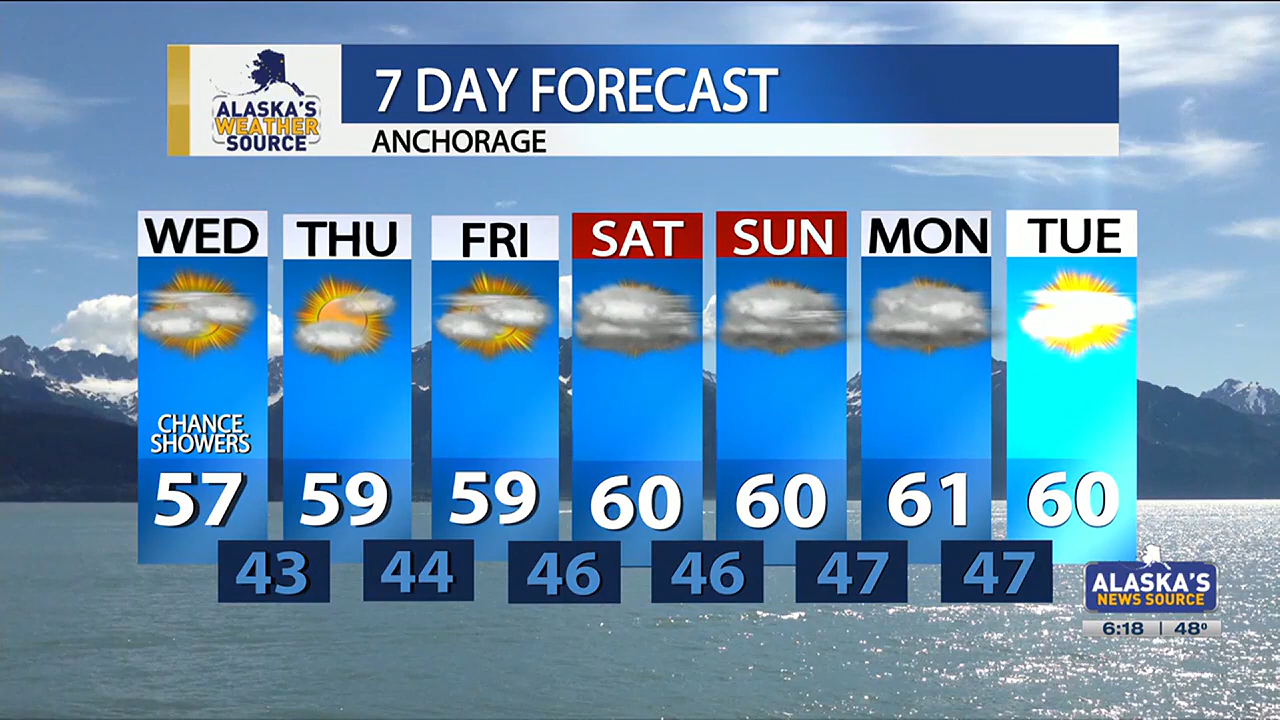 ALASKA'S
WEATHER
SOURCE
7 DAY FORECAST
ANCHORAGE
WED THU FRI SAT SUN MON TUE
CHANCE
SHOWERS
57 59 59 60 60 61 60
43 44 46 46 47 47
ALASKA'S
NEWS SOURCE
6:18 | 48°